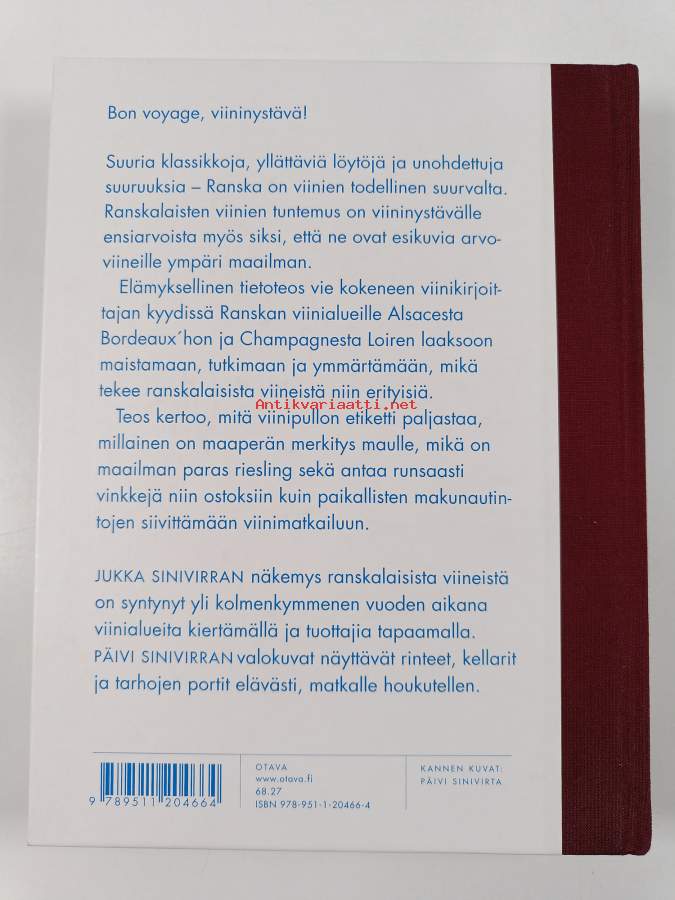 Bon voyage, viininystävä!
Suuria klassikkoja, yllättäviä löytöjä ja unohdettuja
suuruuksia – Ranska on viinien todellinen suurvalta.
Ranskalaisten viinien tuntemus on viininystävälle
ensiarvoista myös siksi, että ne ovat esikuvia arvo-
viineille ympäri maailman.
Elämyksellinen tietoteos vie kokeneen viinikirjoit-
tajan kyydissä Ranskan viinialueille Alsacesta
Bordeaux´hon ja Champagnesta Loiren laaksoon
maistamaan, tutkimaan ja ymmärtämään, mikä
tekee ranskalaisista viineistä niin erityisiä.
Antikvariaatti.net
Teos kertoo, mitä viinipullon etiketti paljastaa,
millainen on maaperän merkitys maulle, mikä on
maailman paras riesling sekä antaa runsaasti
vinkkejä niin ostoksiin kuin paikallisten makunautin-
tojen siivittämään viinimatkailuun.
JUKKA SINIVIRRAN näkemys ranskalaisista viineistä
on syntynyt yli kolmenkymmenen vuoden aikana
viinialueita kiertämällä ja tuottajia tapaamalla.
PÄIVI SINIVIRRAN valokuvat näyttävät rinteet, kellarit
ja tarhojen portit elävästi, matkalle houkutellen.
9 789511 204664
OTAVA
www.otava.fi
68.27
ISBN 978-951-1-20466-4
KANNEN KUVAT:
PÄIVI SINIVIRTA